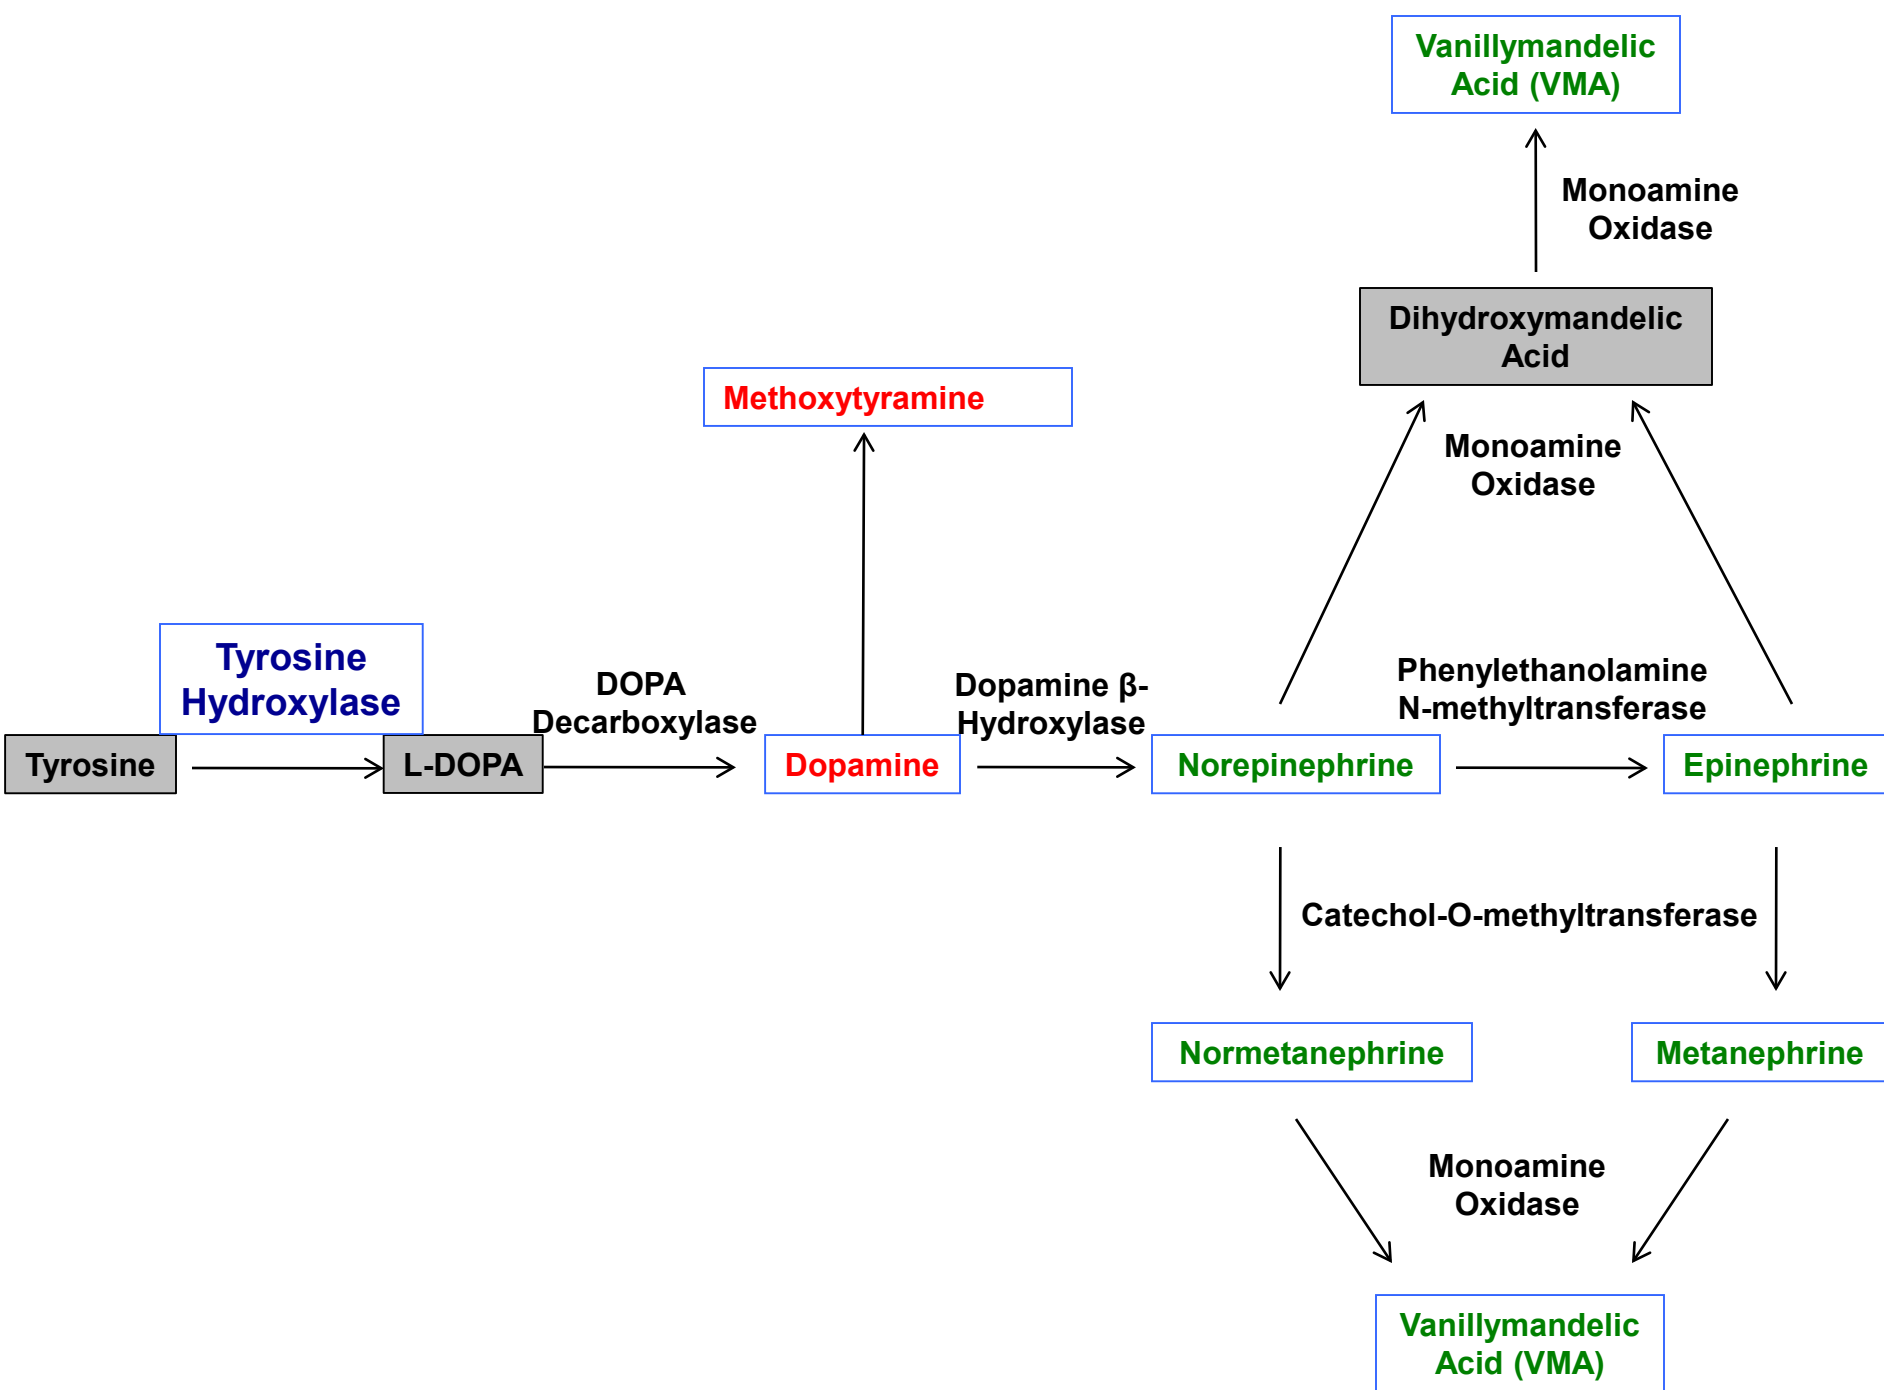 Vanillymandelic
Acid (VMA)
Monoamine
Oxidase
Dihydroxymandelic
Acid
Methoxytyramine
Monoamine
Oxidase
Tyrosine
Hydroxylase
DOPA
Decarboxylase
Dopamine β-
Hydroxylase
Phenylethanolamine
N-methyltransferase
Tyrosine
L-DOPA
Dopamine
Norepinephrine
Epinephrine
Catechol-O-methyltransferase
Normetanephrine
Metanephrine
Monoamine
Oxidase
Vanillymandelic
Acid (VMA)